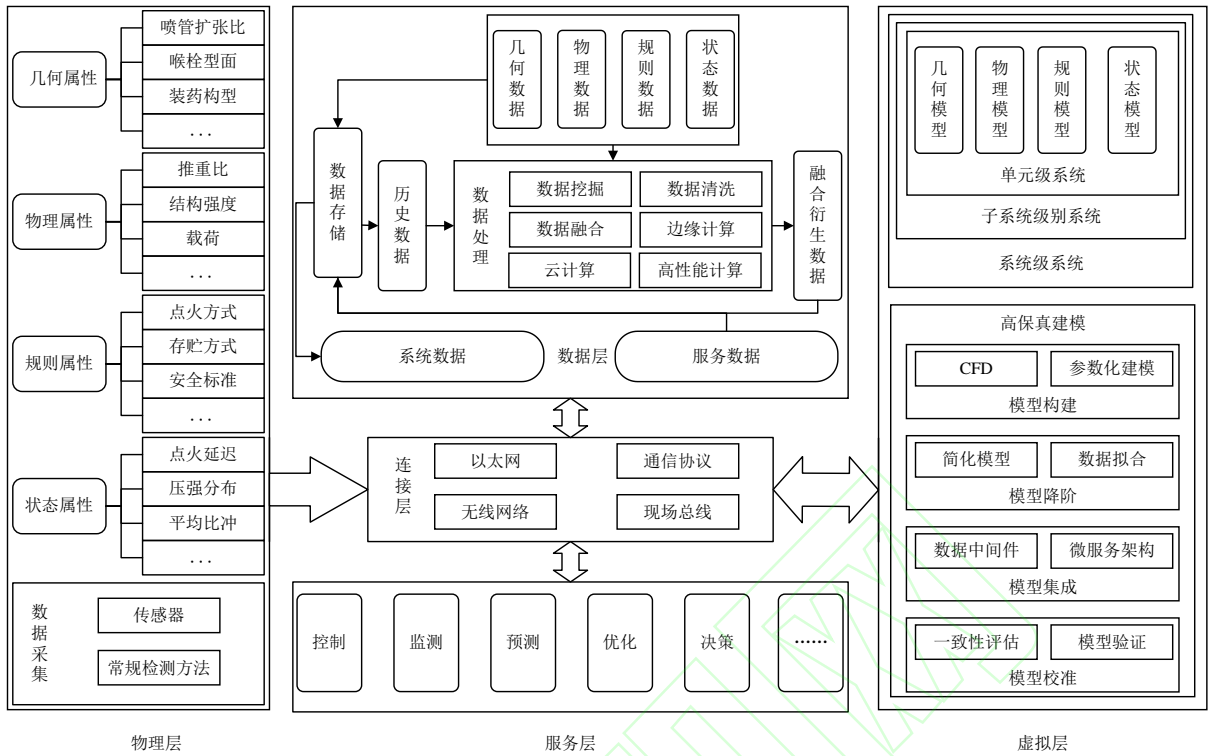 几何属性
喷管扩张比
喉栓型面
装药构型
...
物理属性
推重比
结构强度
载荷
...
规则属性
点火方式
存贮方式
安全标准
...
状态属性
点火延迟
压强分布
平均比冲
...
数据采集
传感器
常规检测方法
物理层
几何数据
物理数据
规则数据
状态数据
数据存储
历史数据
数据处理
数据挖掘
数据清洗
数据融合
边缘计算
云计算
高性能计算
融合衍生数据
系统数据
数据层
服务数据
连接层
以太网
通信协议
无线网络
现场总线
控制
监测
预测
优化
决策
……
服务层
几何模型
物理模型
规则模型
状态模型
单元级系统
子系统级别系统
系统级系统
高保真建模
CFD
参数化建模
模型构建
简化模型
数据拟合
模型降阶
数据中间件
微服务架构
模型集成
一致性评估
模型验证
模型校准
虚拟层